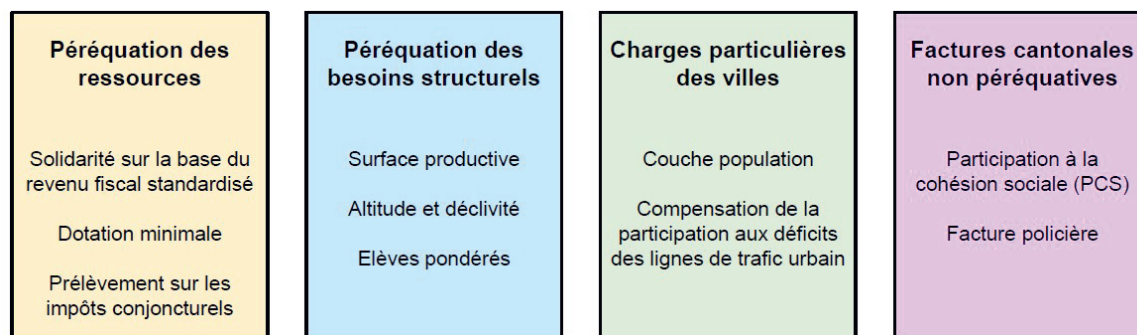 Péréquation des
ressources
Solidarité sur la base du
revenu fiscal standardisé
Dotation minimale
Prélèvement sur les
impôts conjoncturels
Péréquation des
besoins structurels
Surface productive
Altitude et déclivité
Elèves pondérés
Charges particulières
des villes
Couche population
Compensation de la
participation aux déficits
des lignes de trafic urbain
Factures cantonales
non péréquatives
Participation à la
cohésion sociale (PCS)
Facture policière